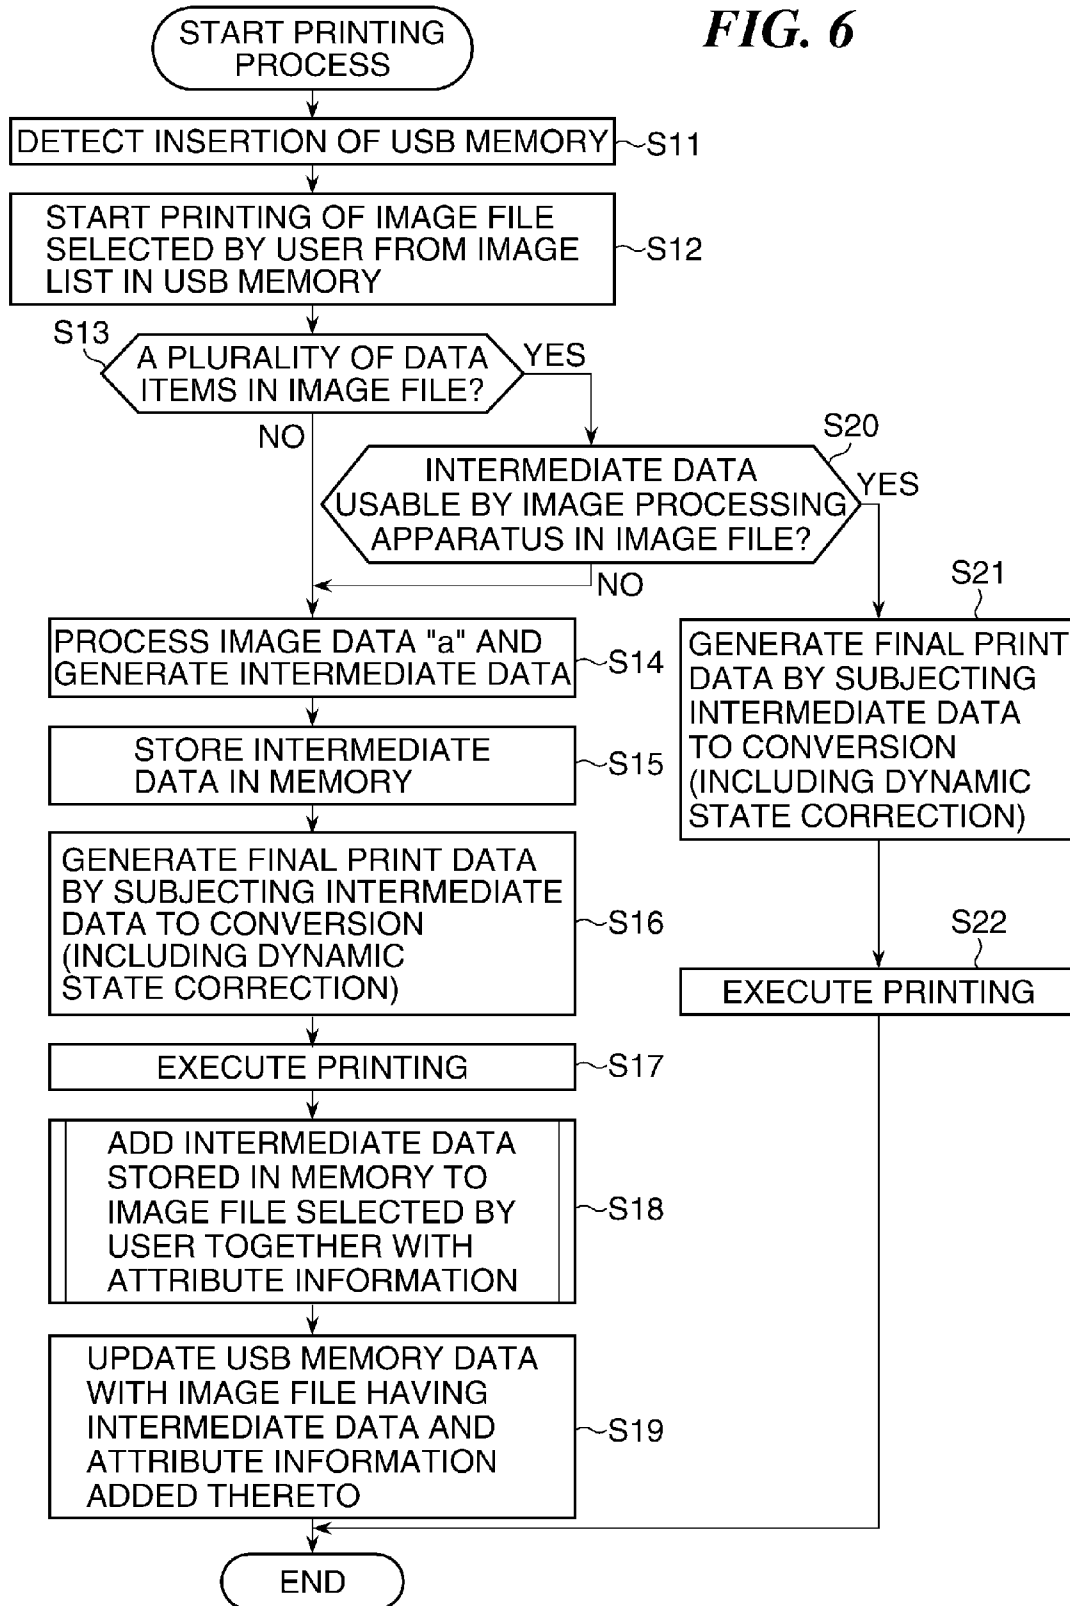 FIG. 6
START PRINTING
PROCESS
DETECT INSERTION OF USB MEMORY
S11
START PRINTING OF IMAGE FILE
SELECTED BY USER FROM IMAGE
LIST IN USB MEMORY
S12
S13
A PLURALITY OF DATA
ITEMS IN IMAGE FILE?
YES
NO
S20
INTERMEDIATE DATA
USABLE BY IMAGE PROCESSING
APPARATUS IN IMAGE FILE?
YES
NO
PROCESS IMAGE DATA "a" AND
GENERATE INTERMEDIATE DATA
S14
STORE INTERMEDIATE
DATA IN MEMORY
S15
GENERATE FINAL PRINT DATA
BY SUBJECTING INTERMEDIATE
DATA TO CONVERSION
(INCLUDING DYNAMIC
STATE CORRECTION)
S16
EXECUTE PRINTING
S17
ADD INTERMEDIATE DATA
STORED IN MEMORY TO
IMAGE FILE SELECTED BY
USER TOGETHER WITH
ATTRIBUTE INFORMATION
S18
UPDATE USB MEMORY DATA
WITH IMAGE FILE HAVING
INTERMEDIATE DATA AND
ATTRIBUTE INFORMATION
ADDED THERETO
S19
S21
GENERATE FINAL PRINT
DATA BY SUBJECTING
INTERMEDIATE DATA
TO CONVERSION
(INCLUDING DYNAMIC
STATE CORRECTION)
S22
EXECUTE PRINTING
END